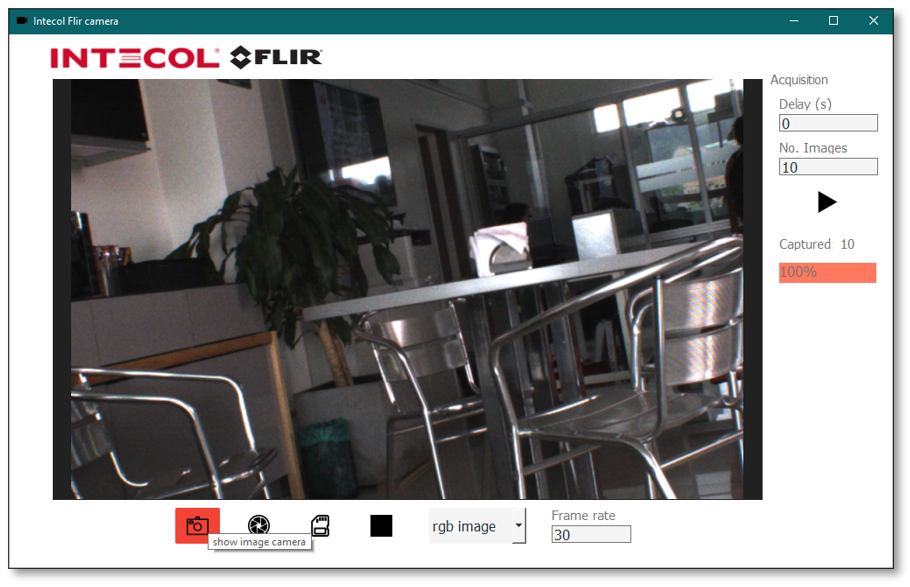 Intecol Flir camera
INTECOL FLIR
Acquisition
Delay (s)
0
No. Images
10
Captured 10
100%
show image camera
rgb image
Frame rate
30